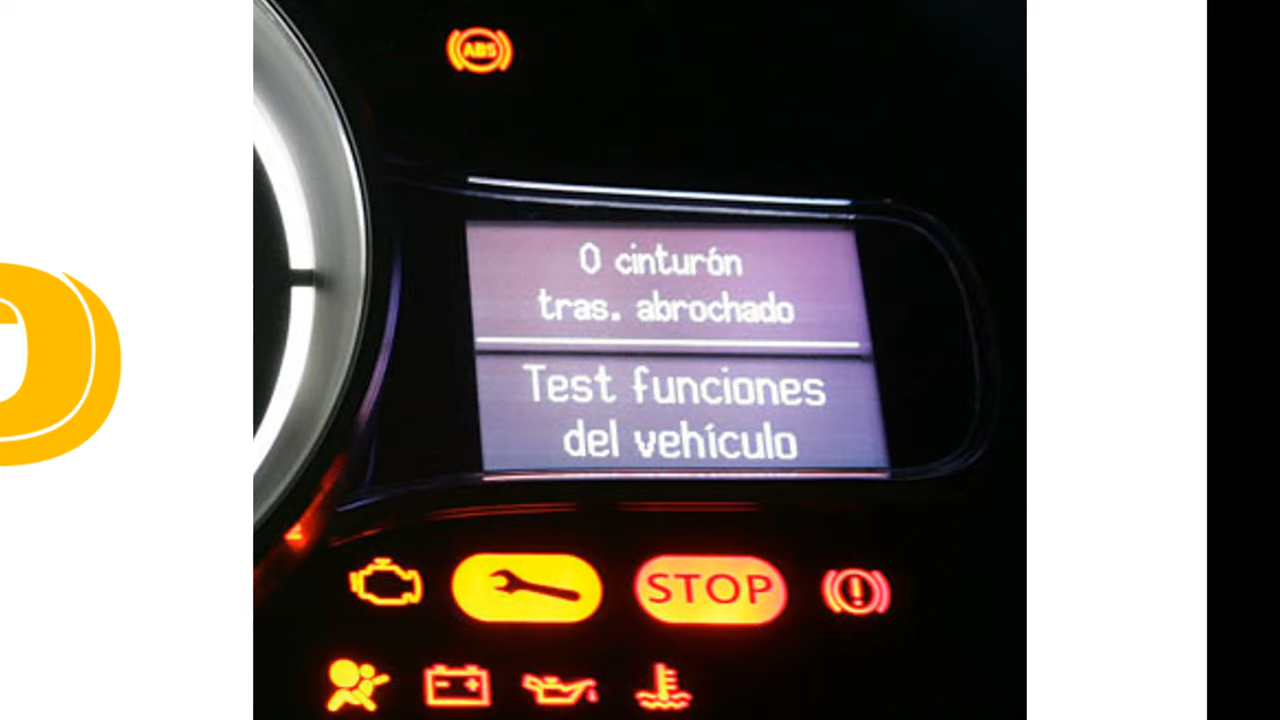 ABS
0 cinturón
tras. abrochado
Test funciones
del vehículo
STOP